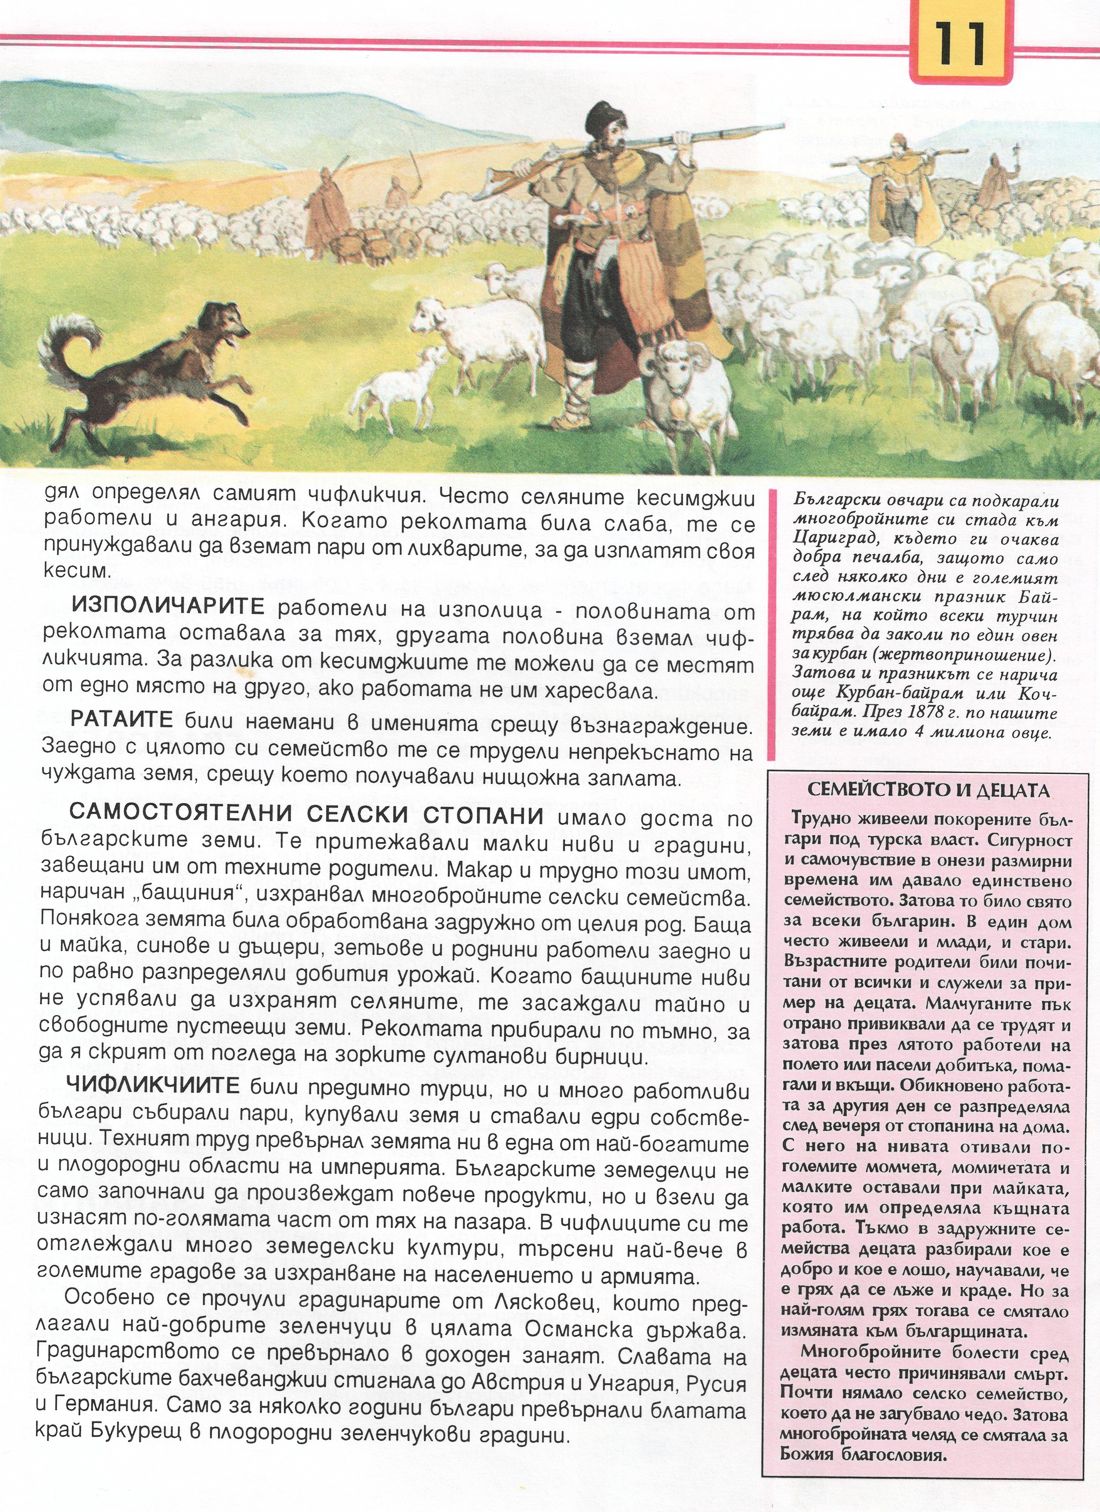 11
дял определял самият чифликчия. Често селяните кесимджии
работели и ангария. Когато реколтата била слаба, те се
принуждавали да вземат пари от лихварите, за да изплатят своя
кесим.
ИЗПОЛИЧАРИТЕ работели на изполица - половината от
реколтата оставала за тях, другата половина вземал чиф-
ликчията. За разлика от кесимджиите те можели да се местят
от едно място на друго, ако работата не им харесвала.
РАТАИТЕ били наемани в именията срещу възнаграждение.
Заедно с цялото си семейство те се трудели непрекъснато на
чуждата земя, срещу което получавали нищожна заплата.
САМОСТОЯТЕЛНИ СЕЛСКИ СТОПАНИ имало доста по
българските земи. Те притежавали малки ниви и градини,
завещани им от техните родители. Макар и трудно този имот,
наричан „бащиния“, изхранвал многобройните селски семейства.
Понякога земята била обработвана задружно от целия род. Баща
и майка, синове и дъщери, зетьове и роднини работели заедно и
по равно разпределяли добития урожай. Когато бащините ниви
не успявали да изхранят селяните, те засаждали тайно и
свободните пустеещи земи. Реколтата прибирали по тъмно, за
да я скрият от погледа на зорките султанови бирници.
ЧИФЛИКЧИИТЕ били предимно турци, но и много работливи
българи събирали пари, купували земя и ставали едри собстве-
ници. Техният труд превърнал земята ни в една от най-богатите
и плодородни области на империята. Българските земеделци не
само започнали да произвеждат повече продукти, но и взели да
изнасят по-голямата част от тях на пазара. В чифлиците си те
отглеждали много земеделски култури, търсени най-вече в
големите градове за изхранване на населението и армията.
Особено се прочули градинарите от Лясковец, които пред-
лагали най-добрите зеленчуци в цялата Османска държава.
Градинарството се превърнало в доходен занаят. Славата на
българските бахчеванджии стигнала до Австрия и Унгария, Русия
и Германия. Само за няколко години българи превърнали блатата
край Букурещ в плодородни зеленчукови градини.
Български овчари са подкарали
многобройните си стада към
Цариград, където ги очаква
добра печалба, защото само
след няколко дни е големият
мюсюлмански празник Бай-
рам, на който всеки турчин
трябва да заколи по един овен
за курбан (жертвоприношение).
Затова и празникът се нарича
още Курбан-байрам или Коч-
байрам. През 1878 г. по нашите
земи е имало 4 милиона овце.
СЕМЕЙСТВОТО И ДЕЦАТА
Трудно живеели покорените бъл-
гари под турска власт. Сигурност
и самочувствие в онези размирни
времена им давало единствено
семейството. Затова то било свято
за всеки българин. В един дом
често живеели и млади, и стари.
Възрастните родители били почи-
тани от всички и служели за при-
мер на децата. Малчуганите пък
отрано привиквали да се трудят и
затова през лятото работели на
полето или пасели добитъка, пома-
гали и вкъщи. Обикновено работа-
та за другия ден се разпределяла
след вечеря от стопанина на дома.
С него на нивата отивали по-
големите момчета, момичетата и
малките оставали при майката,
която им определяла къщната
работа. Тъкмо в задружните се-
мейства децата разбирали кое е
добро и кое е лошо, научавали, че
е грях да се лъже и краде. Но за
най-голям грях тогава се смятало
измяната към българщината.
Многобройните болести сред
децата често причинявали смърт.
Почти нямало селско семейство,
което да не загубвало чедо. Затова
многобройната челяд се смятала за
Божия благословия.